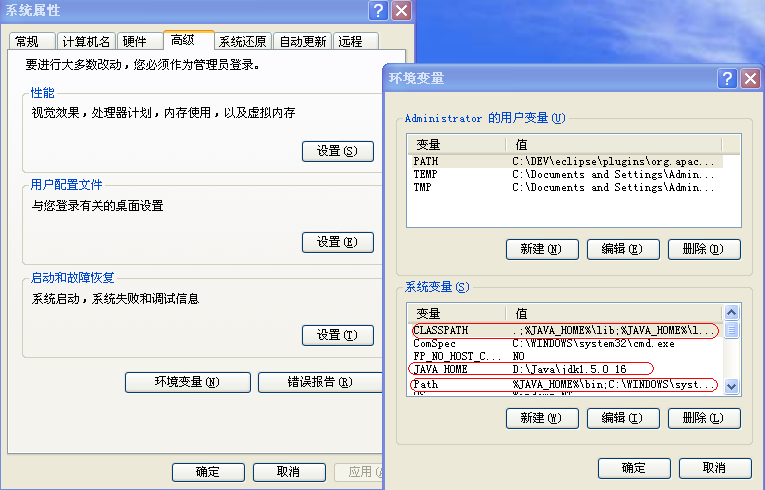 系统属性
常规 计算机名 硬件 高级 系统还原 自动更新 远程
要进行大多数改动，您必须作为管理员登录。
性能
视觉效果，处理器计划，内存使用，以及虚拟内存
设置(S)
用户配置文件
与您登录有关的桌面设置
设置(E)
启动和故障恢复
系统启动，系统失败和调试信息
设置(T)
环境变量(N) 错误报告(R)
确定 取消 应用(A
环境变量
Administrator 的用户变量(U)
变量 值
PATH C:\DEV\eclipse\plugins\org.apac...
TEMP C:\Documents and Settings\Admin...
TMP C:\Documents and Settings\Admin...
新建(N) 编辑(E) 删除(D)
系统变量(S)
变量 值
CLASSPATH .;%JAVA_HOME%\lib;%JAVA_HOME%\l...
ComSpec C:\WINDOWS\system32\cmd.exe
FP_NO_HOST_C... NO
JAVA_HOME D:\Java\jdk1.5.0_16
Path %JAVA_HOME%\bin;C:\WINDOWS\syst...
新建(W) 编辑(I) 删除(L)
确定 取消